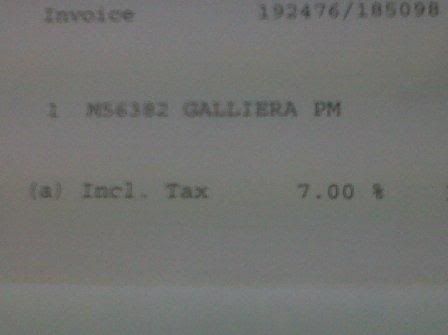 Invoice 192476/185098
1 M56382 GALLIERA PM
(a) Incl. Tax 7.00 %